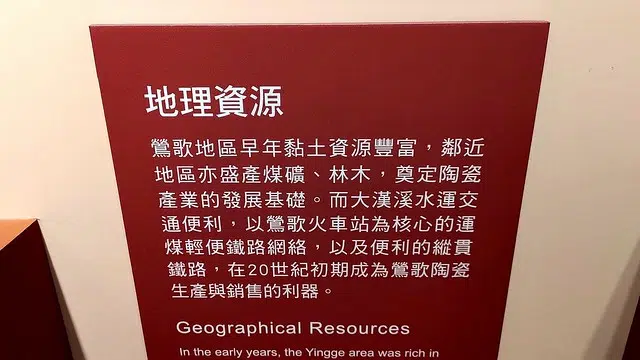 地理資源
鶯歌地區早年黏土資源豐富，鄰近
地區亦盛產煤礦、林木，奠定陶瓷
產業的發展基礎。而大漢溪水運交
通便利，以鶯歌火車站為核心的運
煤輕便鐵路網絡，以及便利的縱貫
鐵路，在20世紀初期成為鶯歌陶瓷
生產與銷售的利器。
Geographical Resources
In the early years, the Yingge area was rich in